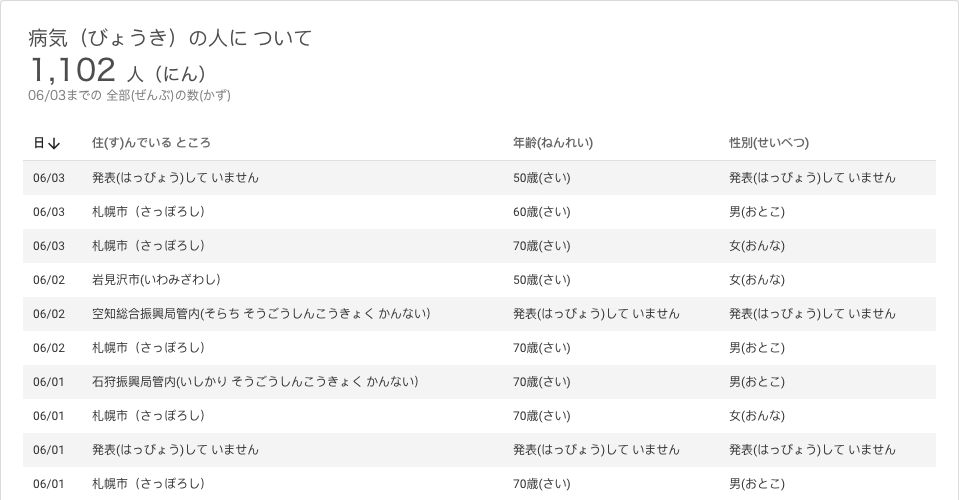 病気（びょうき）の人に ついて
1,102 人（にん）
06/03までの 全部(ぜんぶ)の数(かず)
日↓ 住(す)んでいる ところ 年齢(ねんれい) 性別(せいべつ)
06/03 発表(はっぴょう)して いません 50歳(さい) 発表(はっぴょう)して いません
06/03 札幌市（さっぽろし） 60歳(さい) 男(おとこ)
06/03 札幌市（さっぽろし） 70歳(さい) 女(おんな)
06/02 岩見沢市(いわみざわし） 50歳(さい) 女(おんな)
06/02 空知総合振興局管内(そらち そうごうしんこうきょく かんない） 発表(はっぴょう)して いません 発表(はっぴょう)して いません
06/02 札幌市（さっぽろし） 70歳(さい) 男(おとこ)
06/01 石狩振興局管内(いしかり そうごうしんこうきょく かんない） 70歳(さい) 男(おとこ)
06/01 札幌市（さっぽろし） 70歳(さい) 女(おんな)
06/01 発表(はっぴょう)して いません 発表(はっぴょう)して いません 発表(はっぴょう)して いません
06/01 札幌市（さっぽろし） 70歳(さい) 男(おとこ)